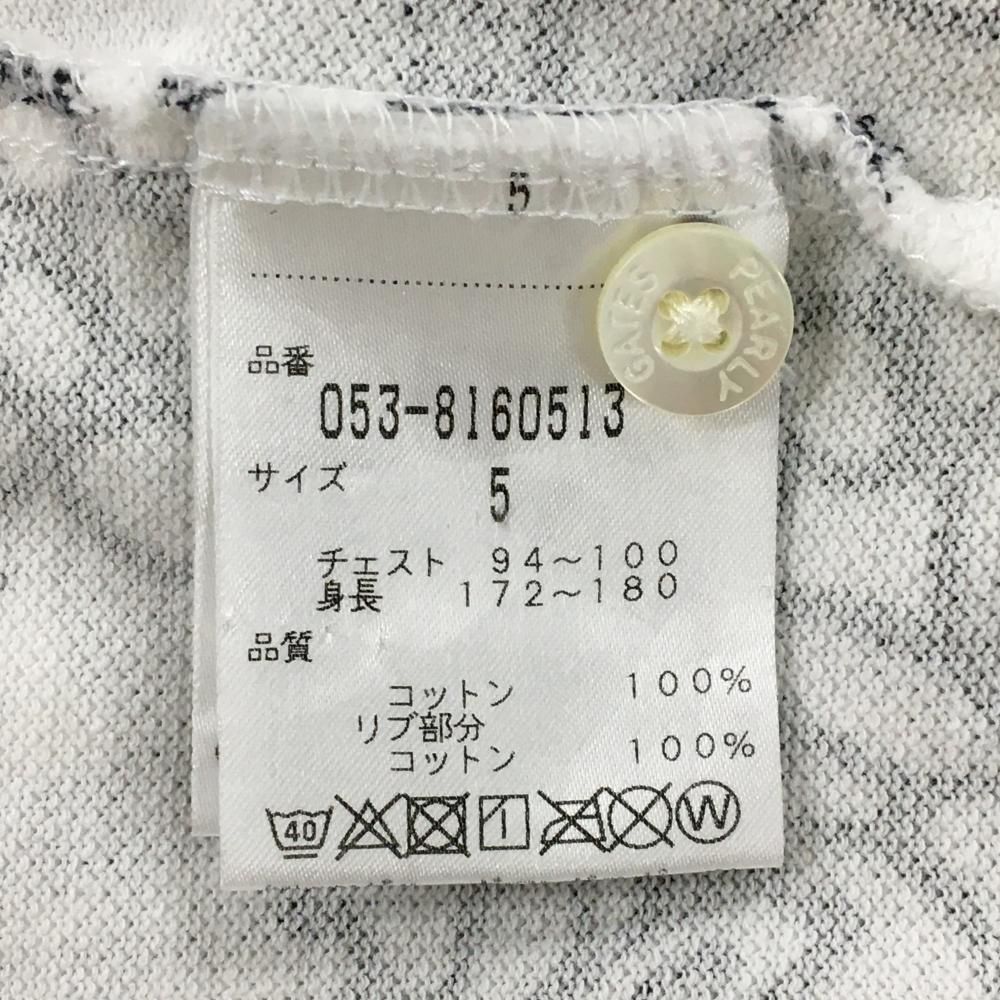 5
PEARLY GATES
品番
053-8160513
サイズ 5
チェスト 94～100
身長 172～180
品質
コットン 100%
リブ部分
コットン 100%
40 W